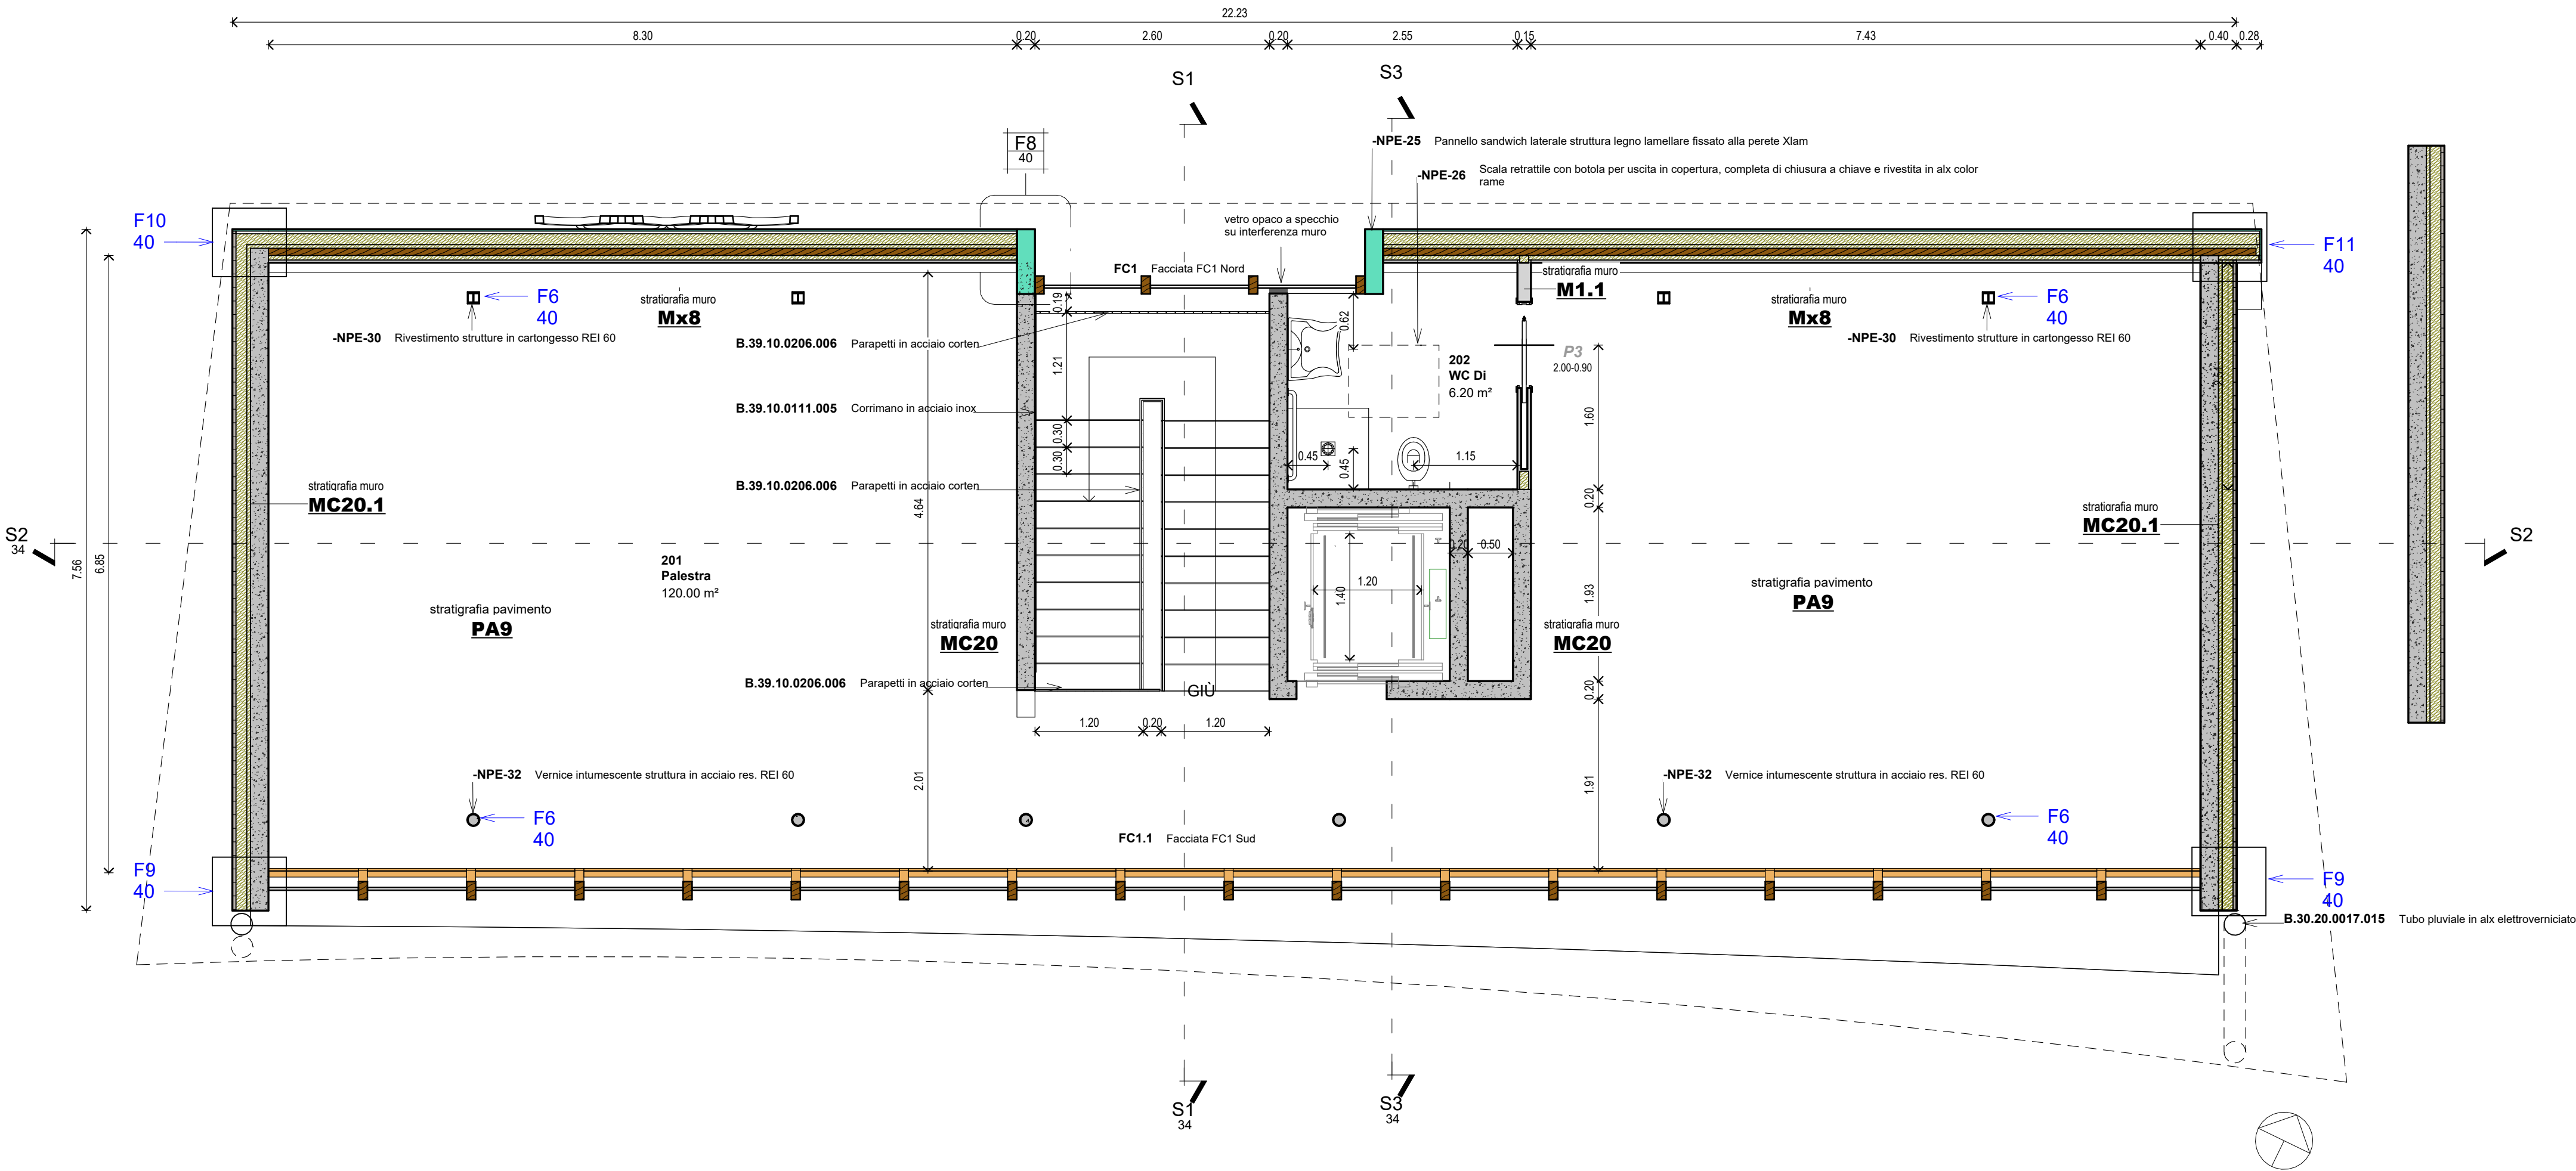 22.23
8.30 0.20 2.60 0.20 2.55 0.15 7.43 0.40 0.28
S1
S3
F8
40
-NPE-25 Pannello sandwich laterale struttura legno lamellare fissato alla perete Xlam
-NPE-26 Scala retrattile con botola per uscita in copertura, completa di chiusura a chiave e rivestita in alx color
rame
F10
40
vetro opaco a specchio
su interferenza muro
F11
40
FC1 Facciata FC1 Nord
stratigrafia muro
M1.1
F6
40
stratigrafia muro
Mx8
0.19
0.62
stratigrafia muro
Mx8
F6
40
-NPE-30 Rivestimento strutture in cartongesso REI 60
B.39.10.0206.006 Parapetti in acciaio corten
-NPE-30 Rivestimento strutture in cartongesso REI 60
P3
2.00-0.90
1.21
202
WC Di
6.20 m²
B.39.10.0111.005 Corrimano in acciaio inox
1.60
0.30
0.30
0.45
0.45
1.15
stratigrafia muro
MC20.1
B.39.10.0206.006 Parapetti in acciaio corten
4.64
0.20
stratigrafia muro
MC20.1
S2
34
S2
7.56
6.85
0.20 0.50
201
Palestra
120.00 m²
1.20
1.40
1.93
stratigrafia pavimento
PA9
stratigrafia pavimento
PA9
stratigrafia muro
MC20
stratigrafia muro
MC20
B.39.10.0206.006 Parapetti in acciaio corten
GIÙ
0.20
1.20 0.20 1.20
-NPE-32 Vernice intumescente struttura in acciaio res. REI 60
2.01
1.91
-NPE-32 Vernice intumescente struttura in acciaio res. REI 60
F6
40
F6
40
FC1.1 Facciata FC1 Sud
F9
40
F9
40
B.30.20.0017.015 Tubo pluviale in alx elettroverniciato
S1
34
S3
34